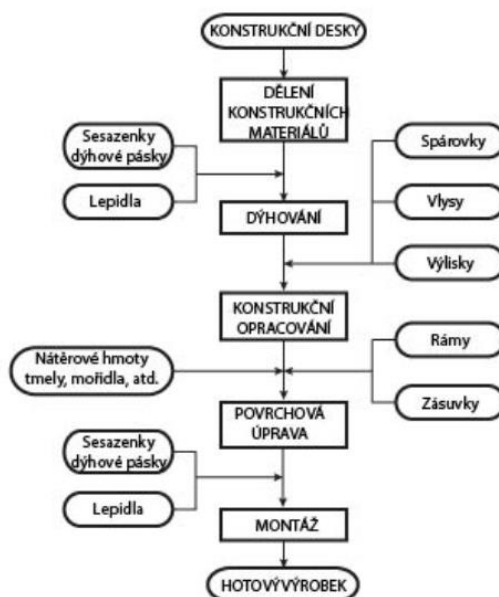 KONSTRUKČNÍ DESKY
DĚLENÍ
KONSTRUKČNÍCH
MATERIÁLŮ
Sesazenky
dýhové pásky
Lepidla
Spárovky
Vlysy
Výlisky
DÝHOVÁNÍ
KONSTRUKČNÍ
OPRACOVÁNÍ
Nátěrové hmoty
tmely, mořidla, atd.
Rámy
Zásuvky
POVRCHOVÁ
ÚPRAVA
Sesazenky
dýhové pásky
Lepidla
MONTÁŽ
HOTOVÝ VÝROBEK